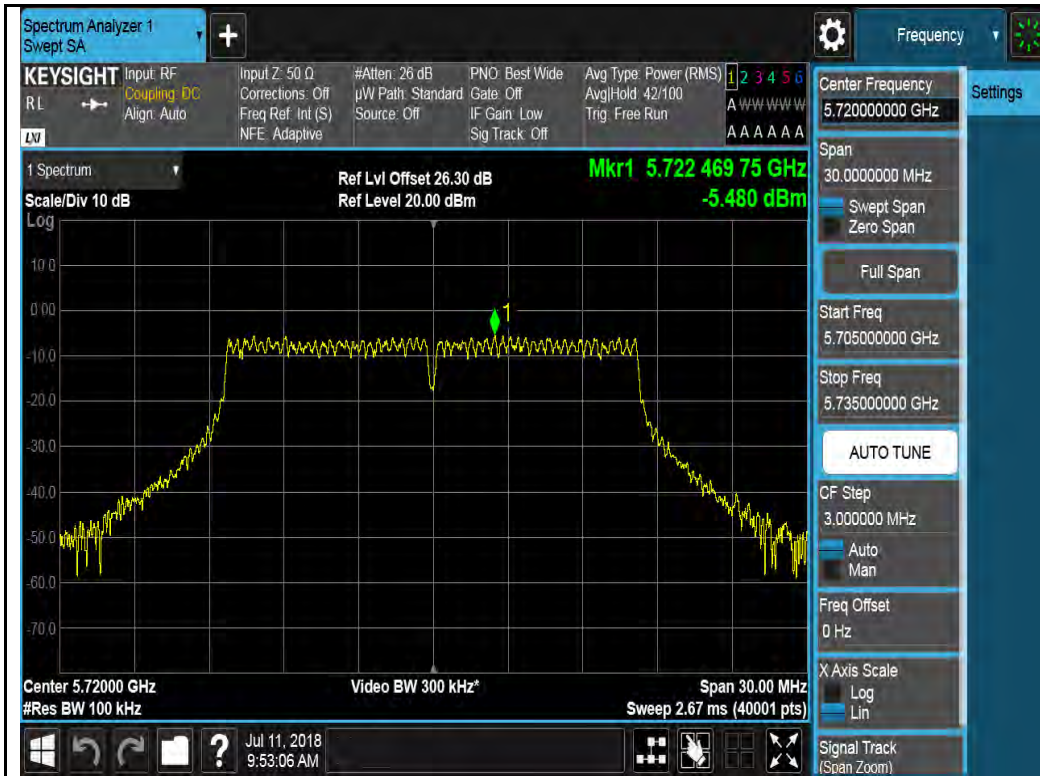 Spectrum Analyzer 1
Swept SA
+
Frequency
KEYSIGHT
RL
LXI
Input: RF
Coupling: DC
Align: Auto
Input Z: 50 Ω
Corrections: Off
Freq Ref: Int (S)
NFE: Adaptive
#Atten: 26 dB
µW Path: Standard
Source: Off
PNO: Best Wide
Gate: Off
IF Gain: Low
Sig Track: Off
Avg Type: Power (RMS)
Avg|Hold: 42/100
Trig: Free Run
1 2 3 4 5 6
A W W W W W
A A A A A A
1 Spectrum
Scale/Div 10 dB
Ref Lvl Offset 26.30 dB
Ref Level 20.00 dBm
Mkr1 5.722 469 75 GHz
-5.480 dBm
Log
10.0
0.00
-10.0
-20.0
-30.0
-40.0
-50.0
-60.0
-70.0
1
Center 5.72000 GHz
#Res BW 100 kHz
Video BW 300 kHz*
Span 30.00 MHz
Sweep 2.67 ms (40001 pts)
Center Frequency
5.720000000 GHz
Settings
Span
30.0000000 MHz
Swept Span
Zero Span
Full Span
Start Freq
5.705000000 GHz
Stop Freq
5.735000000 GHz
AUTO TUNE
CF Step
3.000000 MHz
Auto
Man
Freq Offset
0 Hz
X Axis Scale
Log
Lin
Signal Track
(Span Zoom)
?
Jul 11, 2018
9:53:06 AM